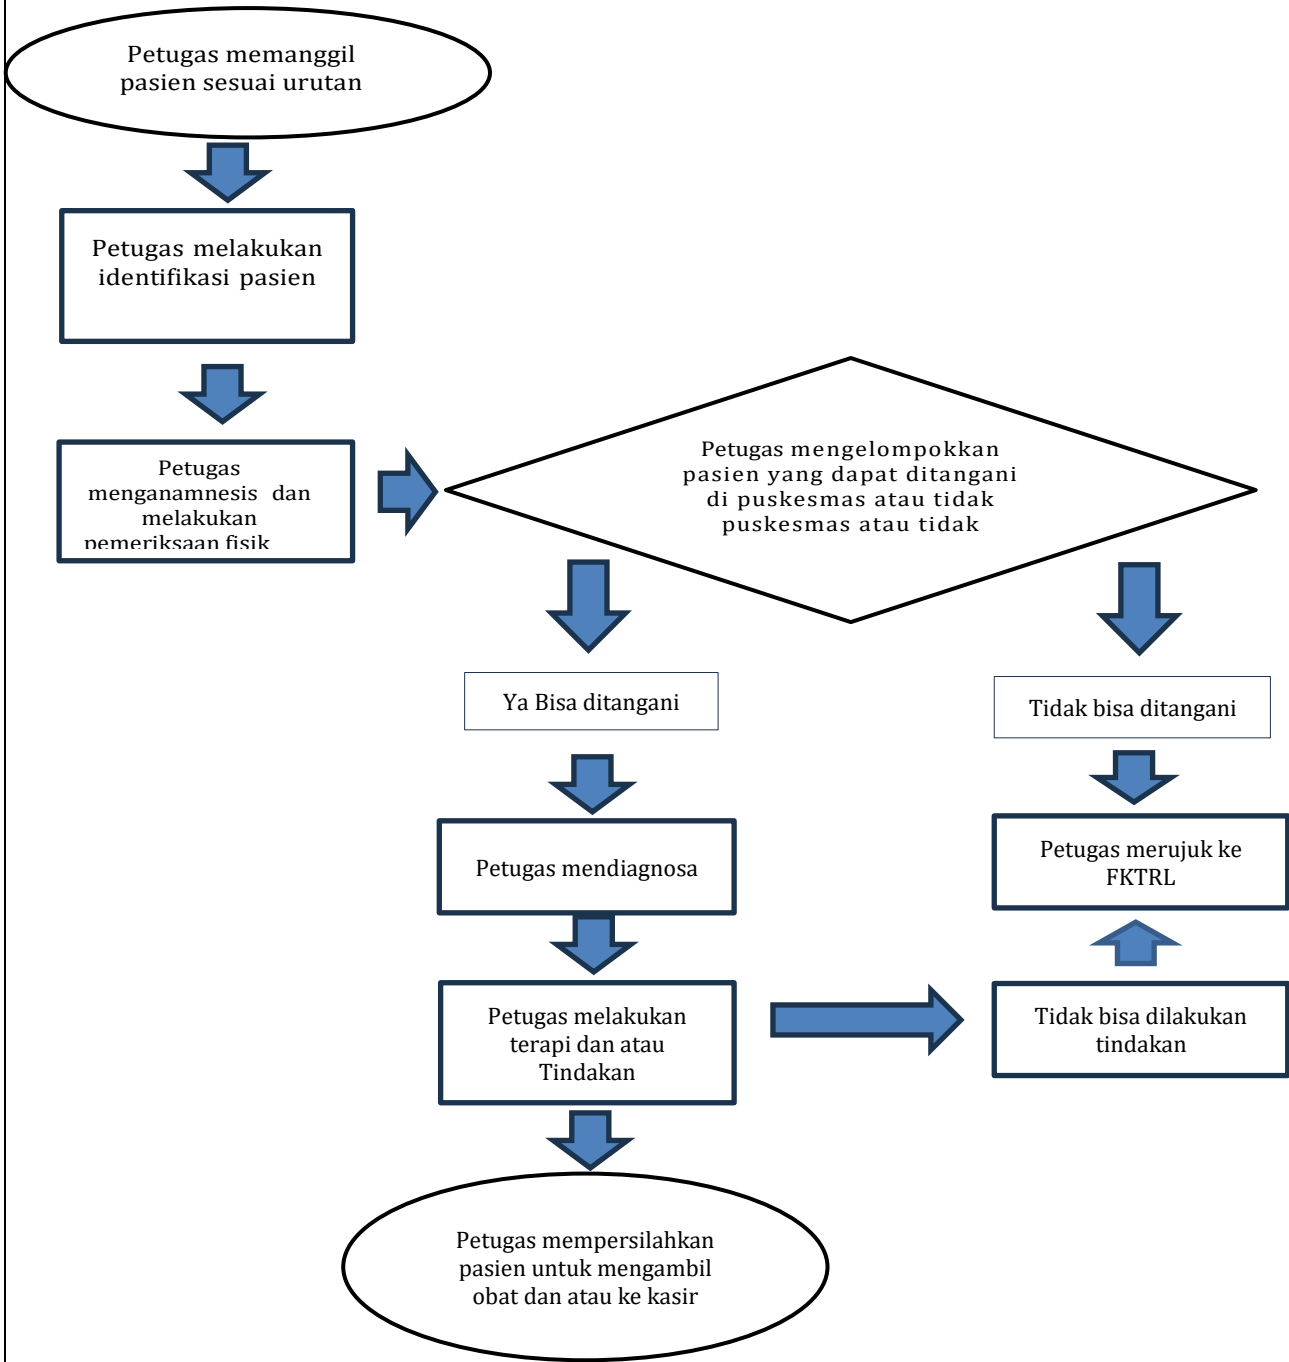 Petugas memanggil
pasien sesuai urutan
Petugas melakukan
identifikasi pasien
Petugas
menganamnesis dan
melakukan
pemeriksaan fisik
Petugas mengelompokkan
pasien yang dapat ditangani
di puskesmas atau tidak
puskesmas atau tidak
Ya Bisa ditangani
Tidak bisa ditangani
Petugas mendiagnosa
Petugas merujuk ke
FKTRL
Petugas melakukan
terapi dan atau
Tindakan
Tidak bisa dilakukan
tindakan
Petugas mempersilahkan
pasien untuk mengambil
obat dan atau ke kasir